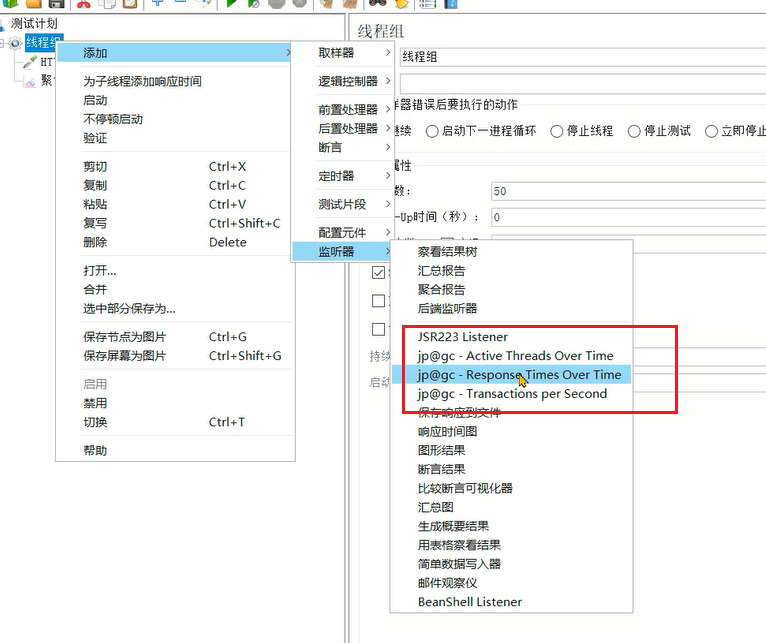 测试计划
线程组
添加
为子线程添加响应时间
启动
不停顿启动
验证
剪切 Ctrl+X
复制 Ctrl+C
粘贴 Ctrl+V
复写 Ctrl+Shift+C
删除 Delete
打开...
合并
选中部分保存为...
保存节点为图片 Ctrl+G
保存屏幕为图片 Ctrl+Shift+G
启用
禁用
切换 Ctrl+T
帮助
取样器
逻辑控制器
前置处理器
后置处理器
断言
定时器
测试片段
配置元件
监听器
察看结果树
汇总报告
聚合报告
后端监听器
JSR223 Listener
jp@gc - Active Threads Over Time
jp@gc - Response Times Over Time
jp@gc - Transactions per Second
保存响应到文件
响应时间图
图形结果
断言结果
比较断言可视化器
汇总图
生成概要结果
用表格察看结果
简单数据写入器
邮件观察仪
BeanShell Listener
线程组
线程组
样器错误后要执行的动作
继续 启动下一进程循环 停止线程 停止测试 立即停止
属性
数： 50
-Up时间（秒）： 0
持续
启动